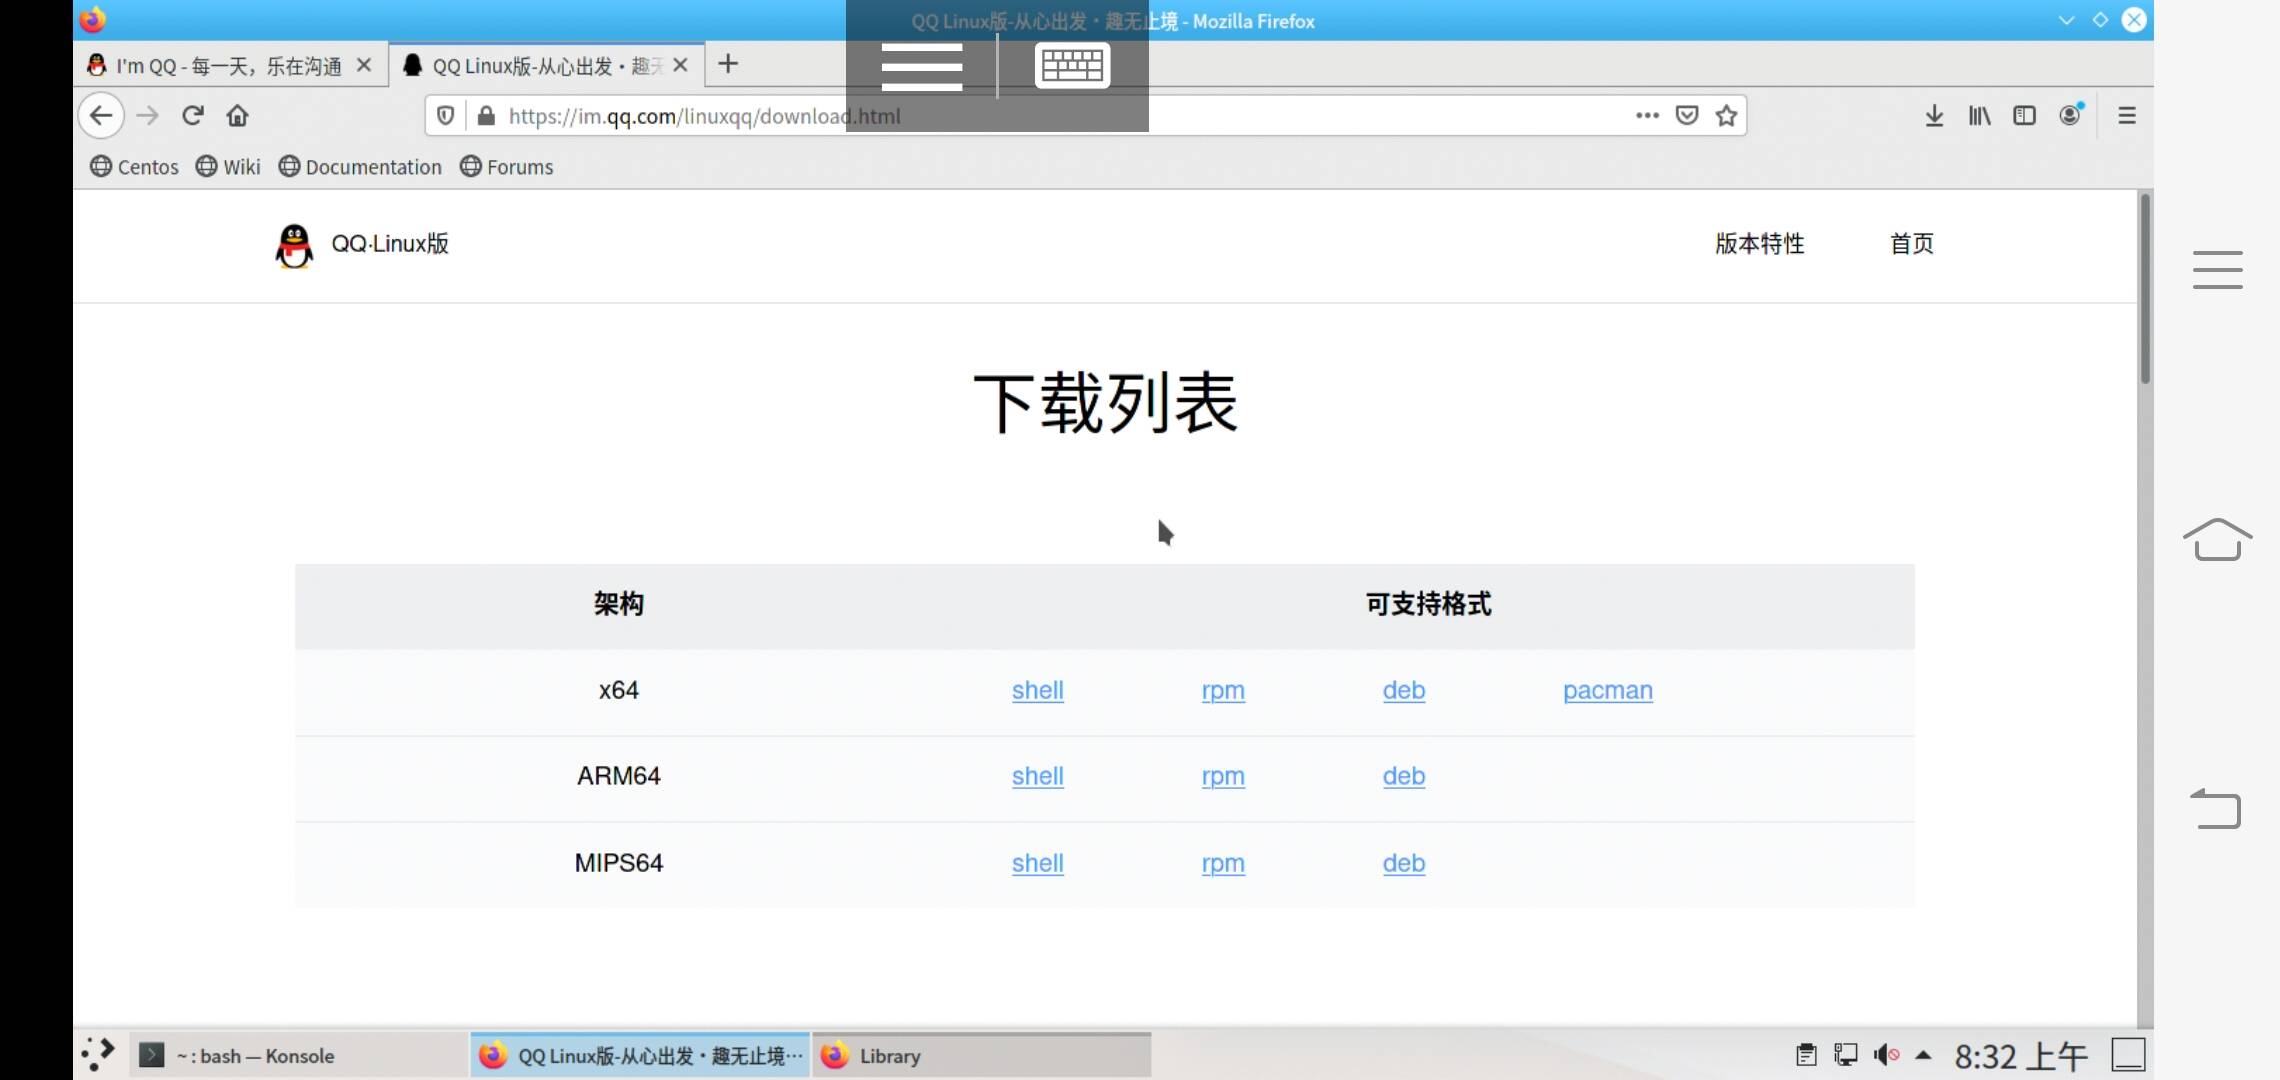 QQ Linux版-从心出发・趣无止境 - Mozilla Firefox
I'm QQ - 每一天，乐在沟通
QQ Linux版-从心出发・趣无
https://im.qq.com/linuxqq/download.html
Centos
Wiki
Documentation
Forums
QQ·Linux版
版本特性
首页
下载列表
架构 可支持格式
x64 shell rpm deb pacman
ARM64 shell rpm deb
MIPS64 shell rpm deb
~ : bash — Konsole
QQ Linux版-从心出发・趣无止境…
Library
8:32 上午